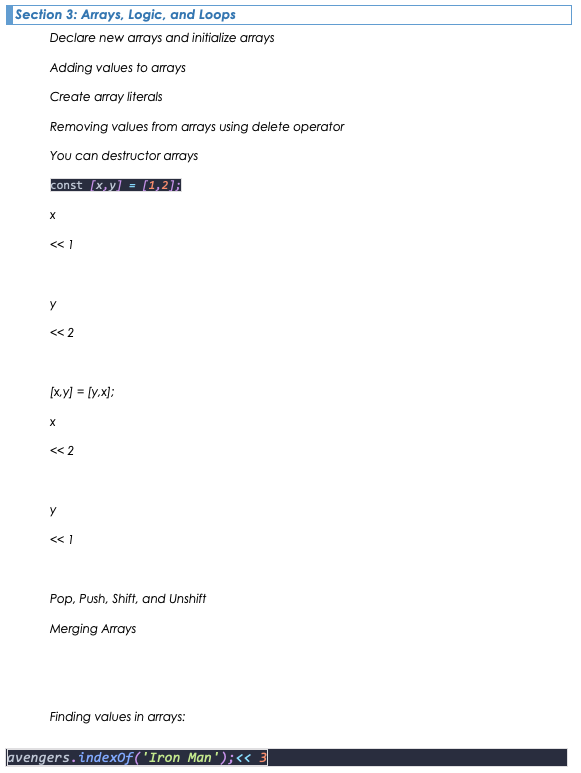 Section 3: Arrays, Logic, and Loops
Declare new arrays and initialize arrays
Adding values to arrays
Create array literals
Removing values from arrays using delete operator
You can destructor arrays
const [x,y] = [1,2];
x
<< 1
y
<< 2
[x,y] = [y,x];
x
<< 2
y
<< 1
Pop, Push, Shift, and Unshift
Merging Arrays
Finding values in arrays:
avengers.indexOf('Iron Man');<< 3